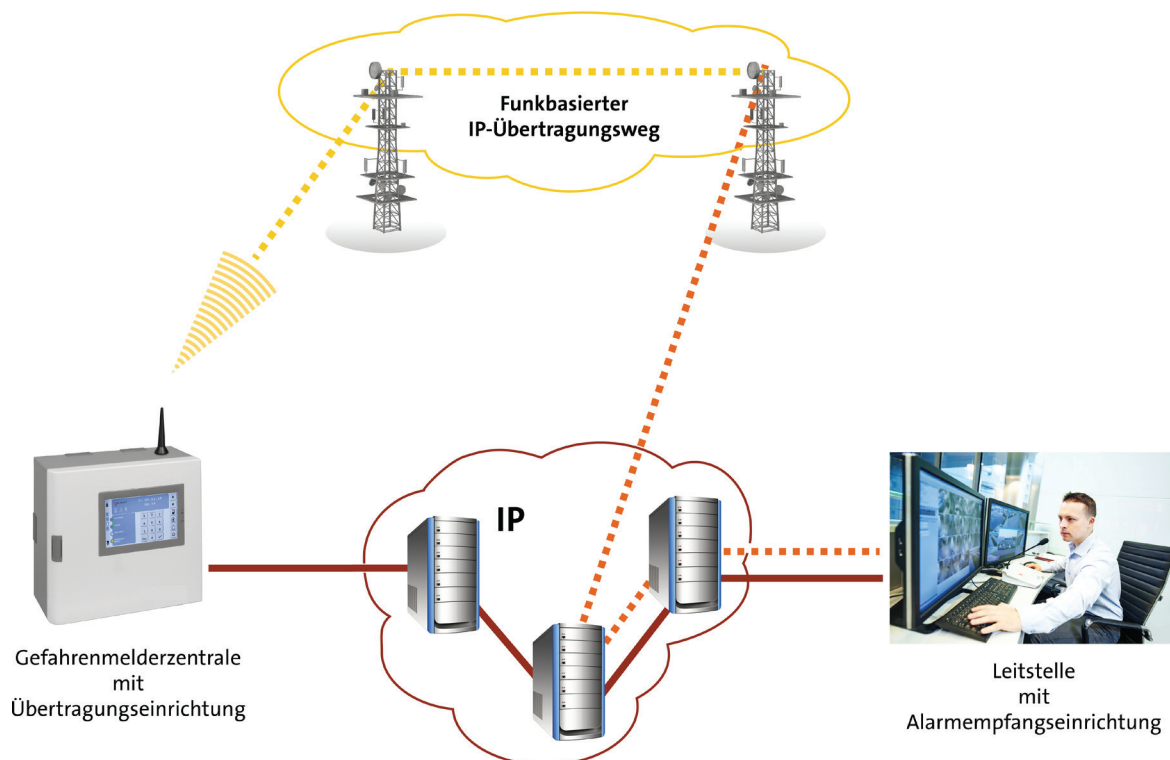 Funkbasierter
IP-Übertragungsweg
IP
Gefahrenmelderzentrale
mit
Übertragungseinrichtung
Leitstelle
mit
Alarmempfangseinrichtung